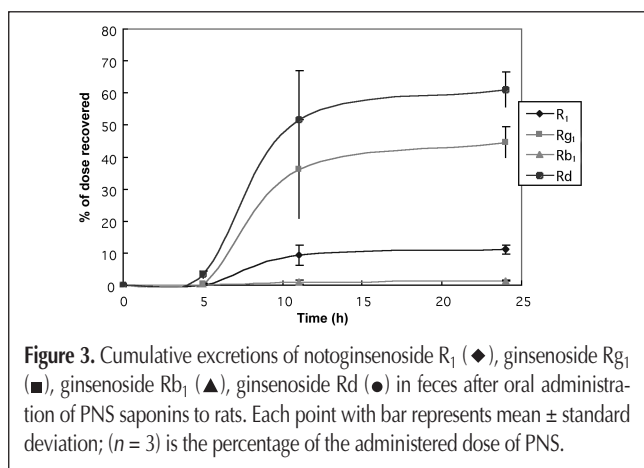 80
70
60
50
40
30
20
10
0
% of dose recovered
0 5 10 15 20 25
Time (h)
R₁
Rg₁
Rb₁
Rd
Figure 3. Cumulative excretions of notoginsenoside R₁ (◆), ginsenoside Rg₁
(■), ginsenoside Rb₁ (▲), ginsenoside Rd (●) in feces after oral administra-
tion of PNS saponins to rats. Each point with bar represents mean ± standard
deviation; (n = 3) is the percentage of the administered dose of PNS.